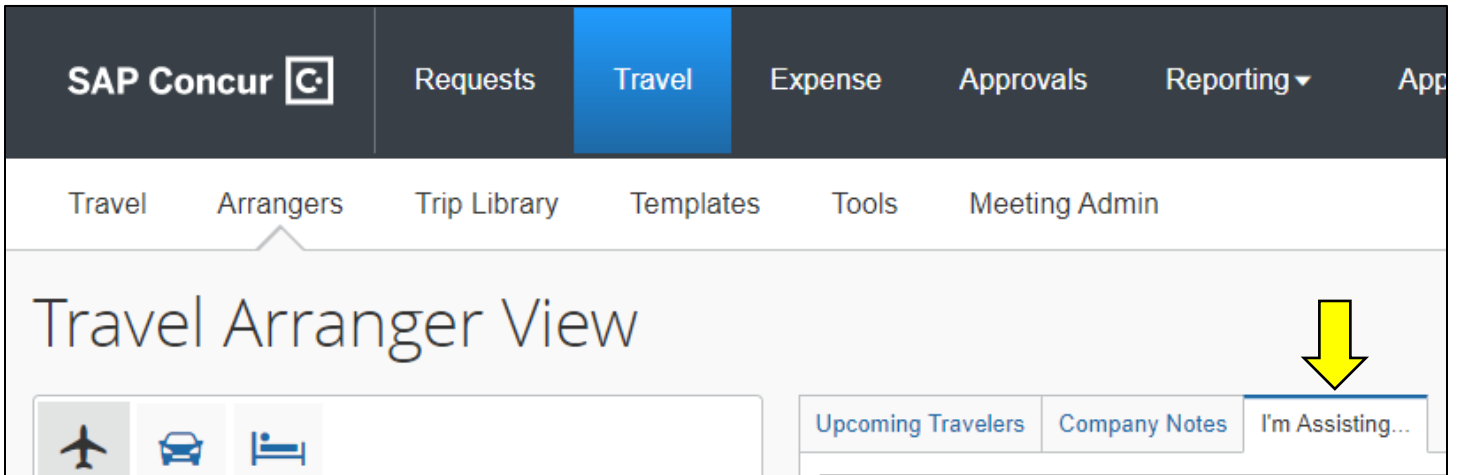 SAP Concur C. Requests Travel Expense Approvals Reporting App
Travel Arrangers Trip Library Templates Tools Meeting Admin
Travel Arranger View
Upcoming Travelers Company Notes I'm Assisting...